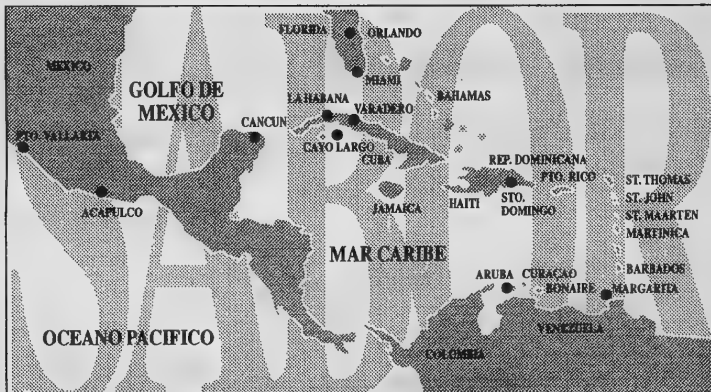 SABOR
FLORIDA
ORLANDO
MEXICO
MIAMI
GOLFO DE
MEXICO
BAHAMAS
LA HABANA
VARADERO
CANCUN
PTO. VALLARTA
CAYO LARGO
CUBA
REP. DOMINICANA
PTO. RICO
ST. THOMAS
ST. JOHN
ACAPULCO
JAMAICA
HAITI
STO.
DOMINGO
ST. MAARTEN
MARTINICA
MAR CARIBE
BARBADOS
ARUBA
CURAÇAO
BONAIRE
MARGARITA
OCEANO PACIFICO
VENEZUELA
COLOMBIA